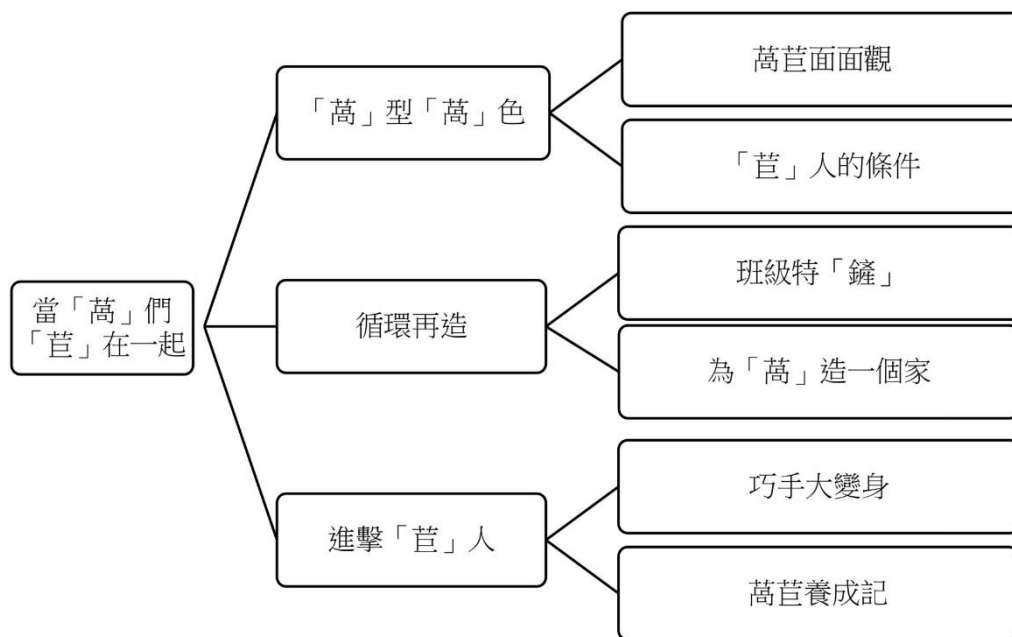 當「萵」們
「苣」在一起
「萵」型「萵」色
萵苣面面觀
「苣」人的條件
循環再造
班級特「鏟」
為「萵」造一個家
進擊「苣」人
巧手大變身
萵苣養成記